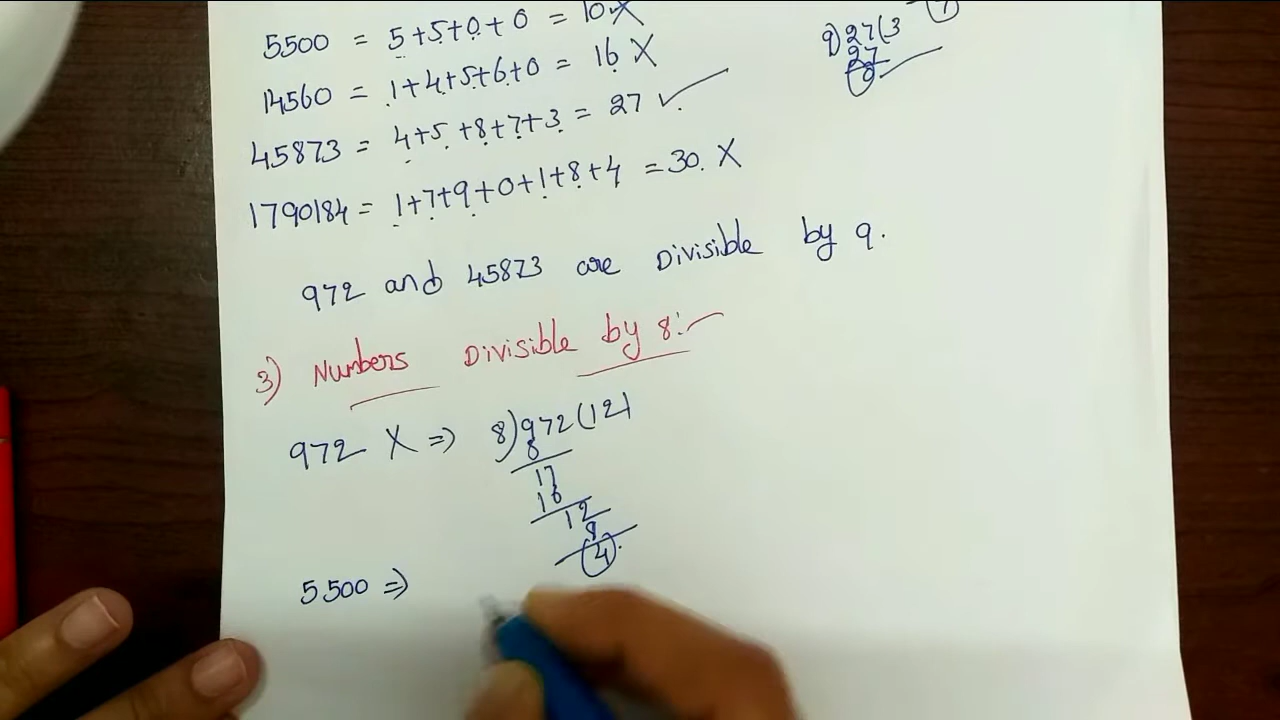 5500 = 5+5+0+0 = 10 X
14560 = 1+4+5+6+0 = 16 X
45873 = 4+5+8+7+3 = 27 ✓
1790184 = 1+7+9+0+1+8+4 = 30. X
9)27(3
27
0
972 and 45873 are Divisible by 9.
3) Numbers Divisible by 8:-
972 X => 8)972(121
8
17
16
12
8
4
5500 =>